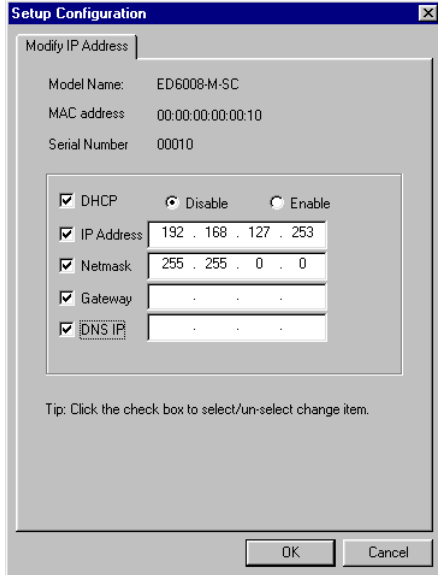 Setup Configuration
Modify IP Address
Model Name: ED6008-M-SC
MAC address 00:00:00:00:00:10
Serial Number 00010
DHCP Disable Enable
IP Address 192 . 168 . 127 . 253
Netmask 255 . 255 . 0 . 0
Gateway . . .
DNS IP . . .
Tip: Click the check box to select/un-select change item.
OK Cancel